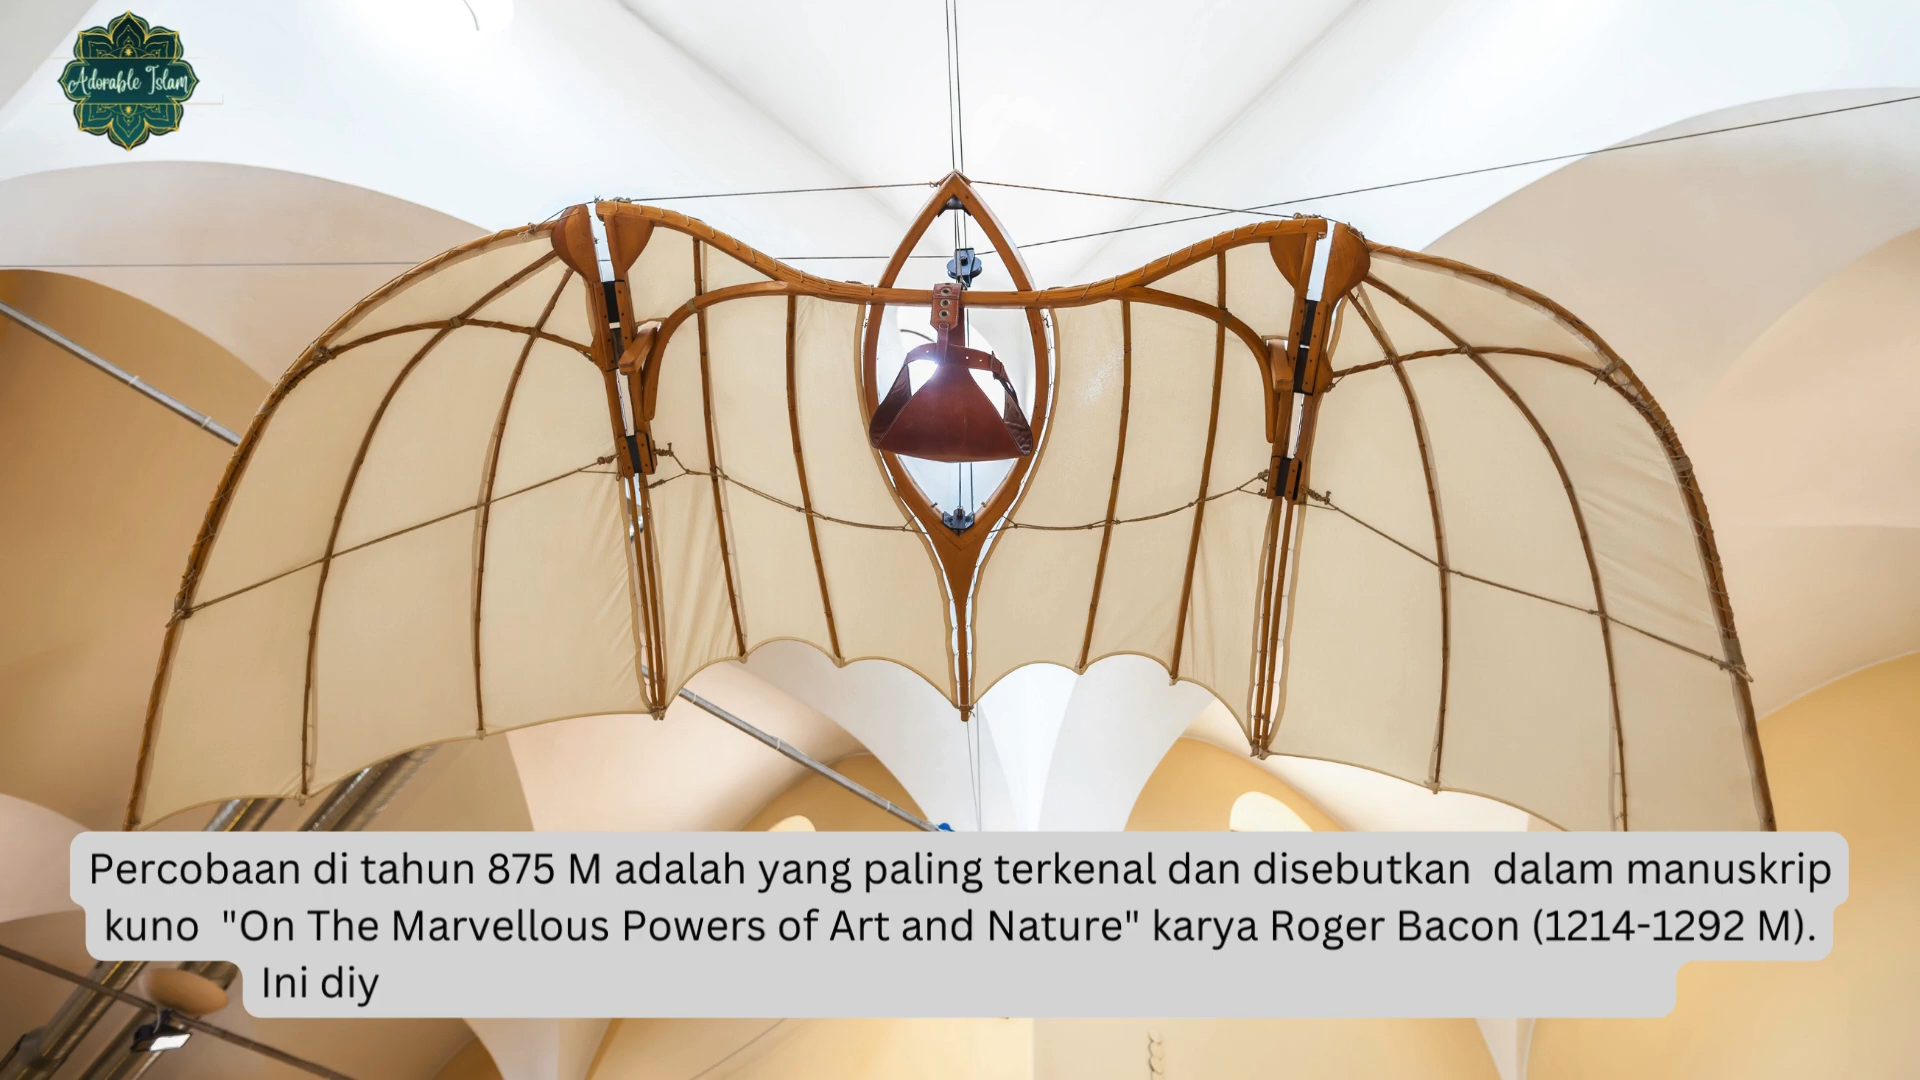 Adorable Islam
Percobaan di tahun 875 M adalah yang paling terkenal dan disebutkan  dalam manuskrip
kuno  "On The Marvellous Powers of Art and Nature" karya Roger Bacon (1214-1292 M).
Ini diy